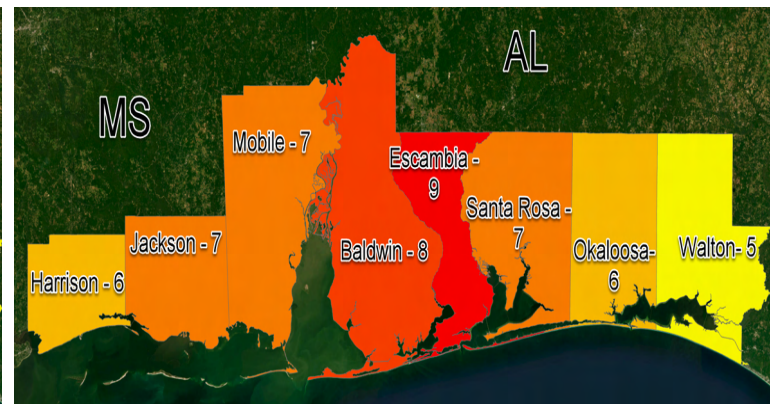 AL
MS
Mobile - 7
Escambia -
9
Santa Rosa -
7
Jackson - 7
Baldwin - 8
Okaloosa-
6
Walton- 5
Harrison - 6